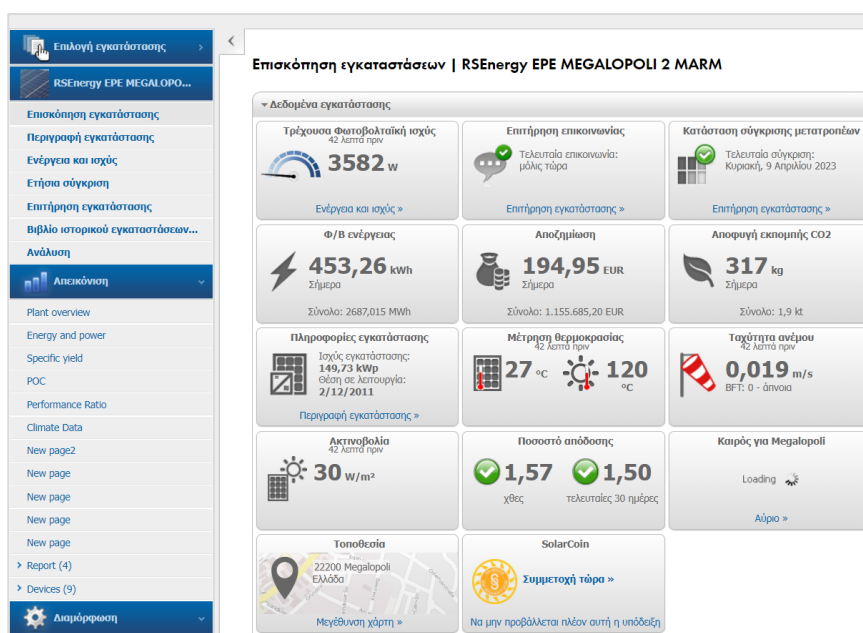 Επιλογή εγκατάστασης
RSEnergy EPE MEGALOPO...
Επισκόπηση εγκατάστασης
Περιγραφή εγκατάστασης
Ενέργεια και ισχύς
Ετήσια σύγκριση
Επιτήρηση εγκατάστασης
Βιβλίο ιστορικού εγκαταστάσεων...
Ανάλυση
Απεικόνιση
Plant overview
Energy and power
Specific yield
POC
Performance Ratio
Climate Data
New page2
New page
New page
New page
New page
Report (4)
Devices (9)
Διαμόρφωση
Επισκόπηση εγκαταστάσεων | RSEnergy EPE MEGALOPOLI 2 MARM
Δεδομένα εγκατάστασης
Τρέχουσα Φωτοβολταϊκή ισχύς
42 λεπτά πριν
3582 W
Ενέργεια και ισχύς »
Επιτήρηση επικοινωνίας
Τελευταία επικοινωνία:
μόλις τώρα
Επιτήρηση εγκατάστασης »
Κατάσταση σύγκρισης μετατροπέων
Τελευταία σύγκριση:
Κυριακή, 9 Απριλίου 2023
Επιτήρηση εγκατάστασης »
Φ/Β ενέργειας
453,26 kWh
Σήμερα
Σύνολο: 2687,015 MWh
Αποζημίωση
194,95 EUR
Σήμερα
Σύνολο: 1.155.685,20 EUR
Αποφυγή εκπομπής CO2
317 kg
Σήμερα
Σύνολο: 1,9 kt
Πληροφορίες εγκατάστασης
Ισχύς εγκατάστασης:
149,73 kWp
Θέση σε λειτουργία:
2/12/2011
Περιγραφή εγκατάστασης »
Μέτρηση θερμοκρασίας
42 λεπτά πριν
27 °C 120 °C
Ταχύτητα ανέμου
42 λεπτά πριν
0,019 m/s
BFT: 0 - άπνοια
Ακτινοβολία
42 λεπτά πριν
30 W/m²
Ποσοστό απόδοσης
1,57 1,50
χθες τελευταίες 30 ημέρες
Καιρός για Megalopoli
Loading
Αύριο »
Τοποθεσία
22200 Megalopoli
Ελλάδα
Μεγέθυνση χάρτη »
SolarCoin
Συμμετοχή τώρα »
Να μην προβάλλεται πλέον αυτή η υπόδειξη